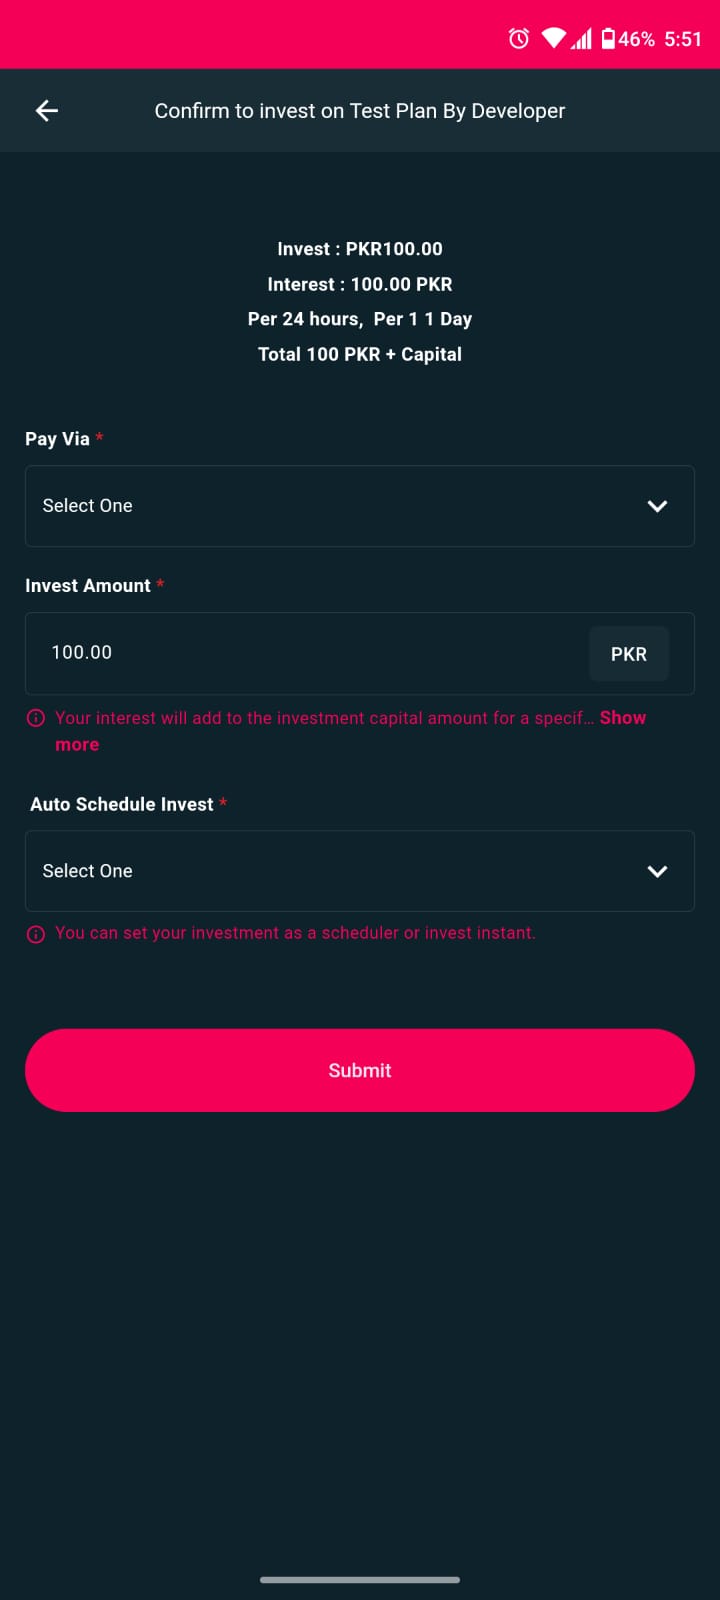 46% 5:51
Confirm to invest on Test Plan By Developer
Invest : PKR100.00
Interest : 100.00 PKR
Per 24 hours,  Per 1 1 Day
Total 100 PKR + Capital
Pay Via *
Select One
Invest Amount *
100.00 PKR
Your interest will add to the investment capital amount for a specif... Show
more
Auto Schedule Invest *
Select One
You can set your investment as a scheduler or invest instant.
Submit